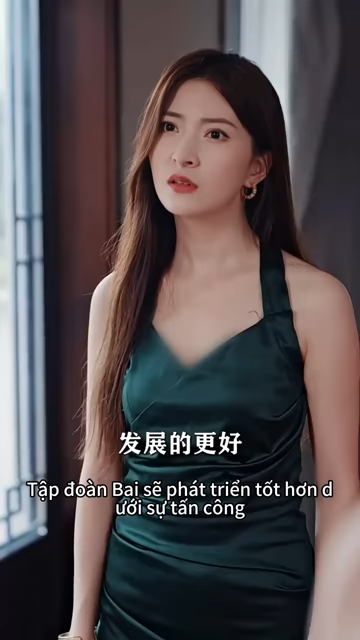 发展的更好
Tập đoàn Bai sẽ phát triển tốt hơn d
ưới sự tấn công